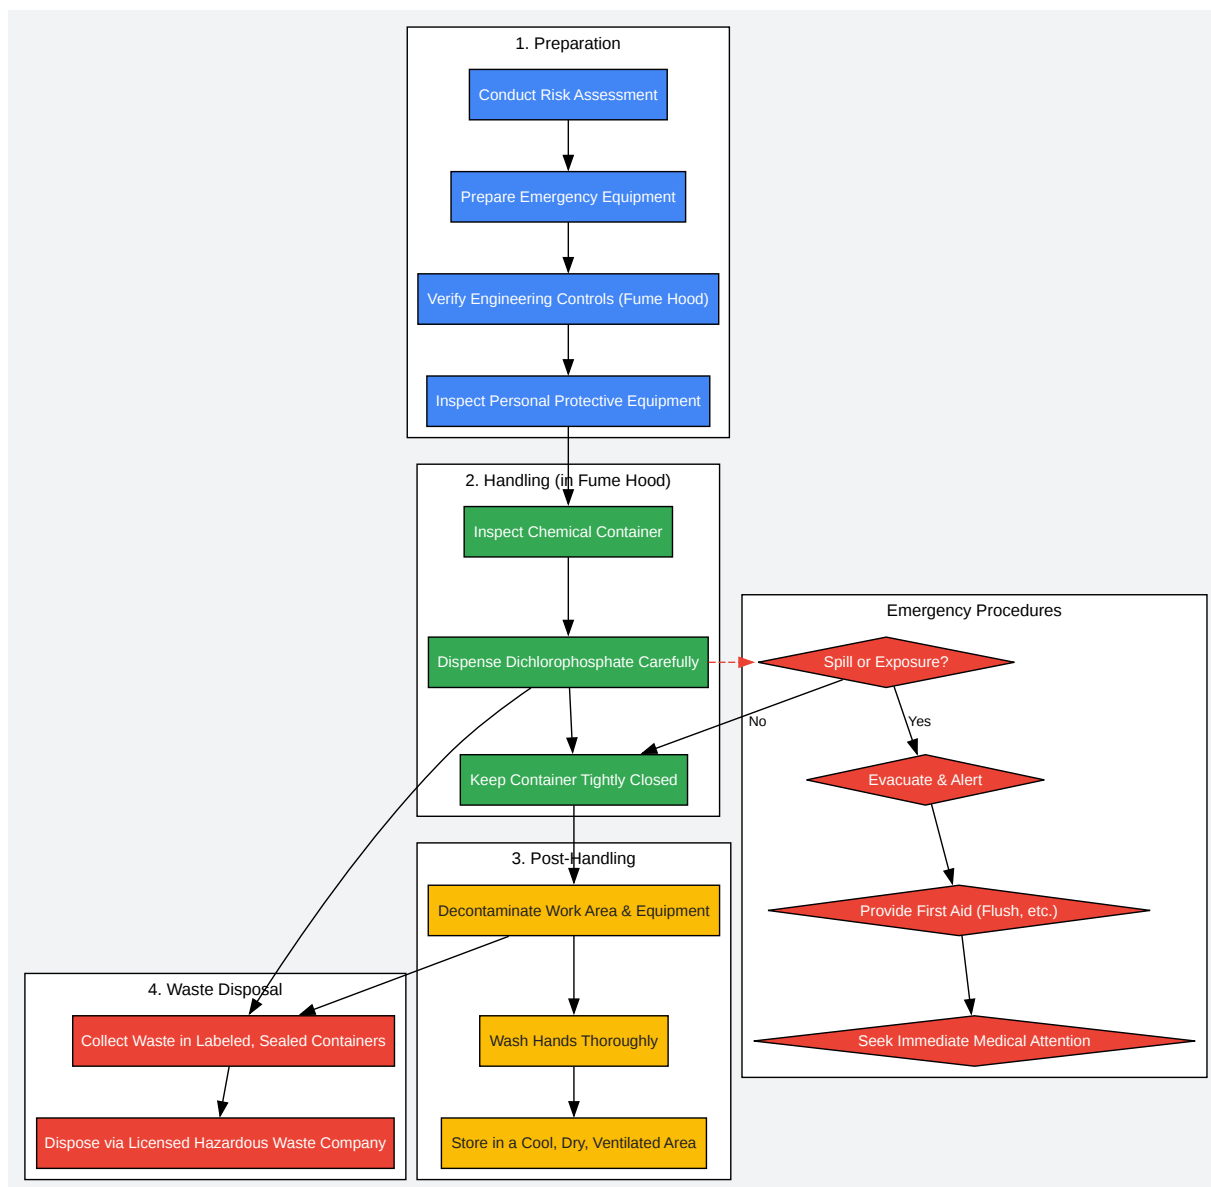 1. Preparation
Conduct Risk Assessment
Prepare Emergency Equipment
Verify Engineering Controls (Fume Hood)
Inspect Personal Protective Equipment
2. Handling (in Fume Hood)
Inspect Chemical Container
Dispense Dichlorophosphate Carefully
Keep Container Tightly Closed
Emergency Procedures
Spill or Exposure?
No
Yes
Evacuate & Alert
Provide First Aid (Flush, etc.)
Seek Immediate Medical Attention
3. Post-Handling
Decontaminate Work Area & Equipment
Wash Hands Thoroughly
Store in a Cool, Dry, Ventilated Area
4. Waste Disposal
Collect Waste in Labeled, Sealed Containers
Dispose via Licensed Hazardous Waste Company